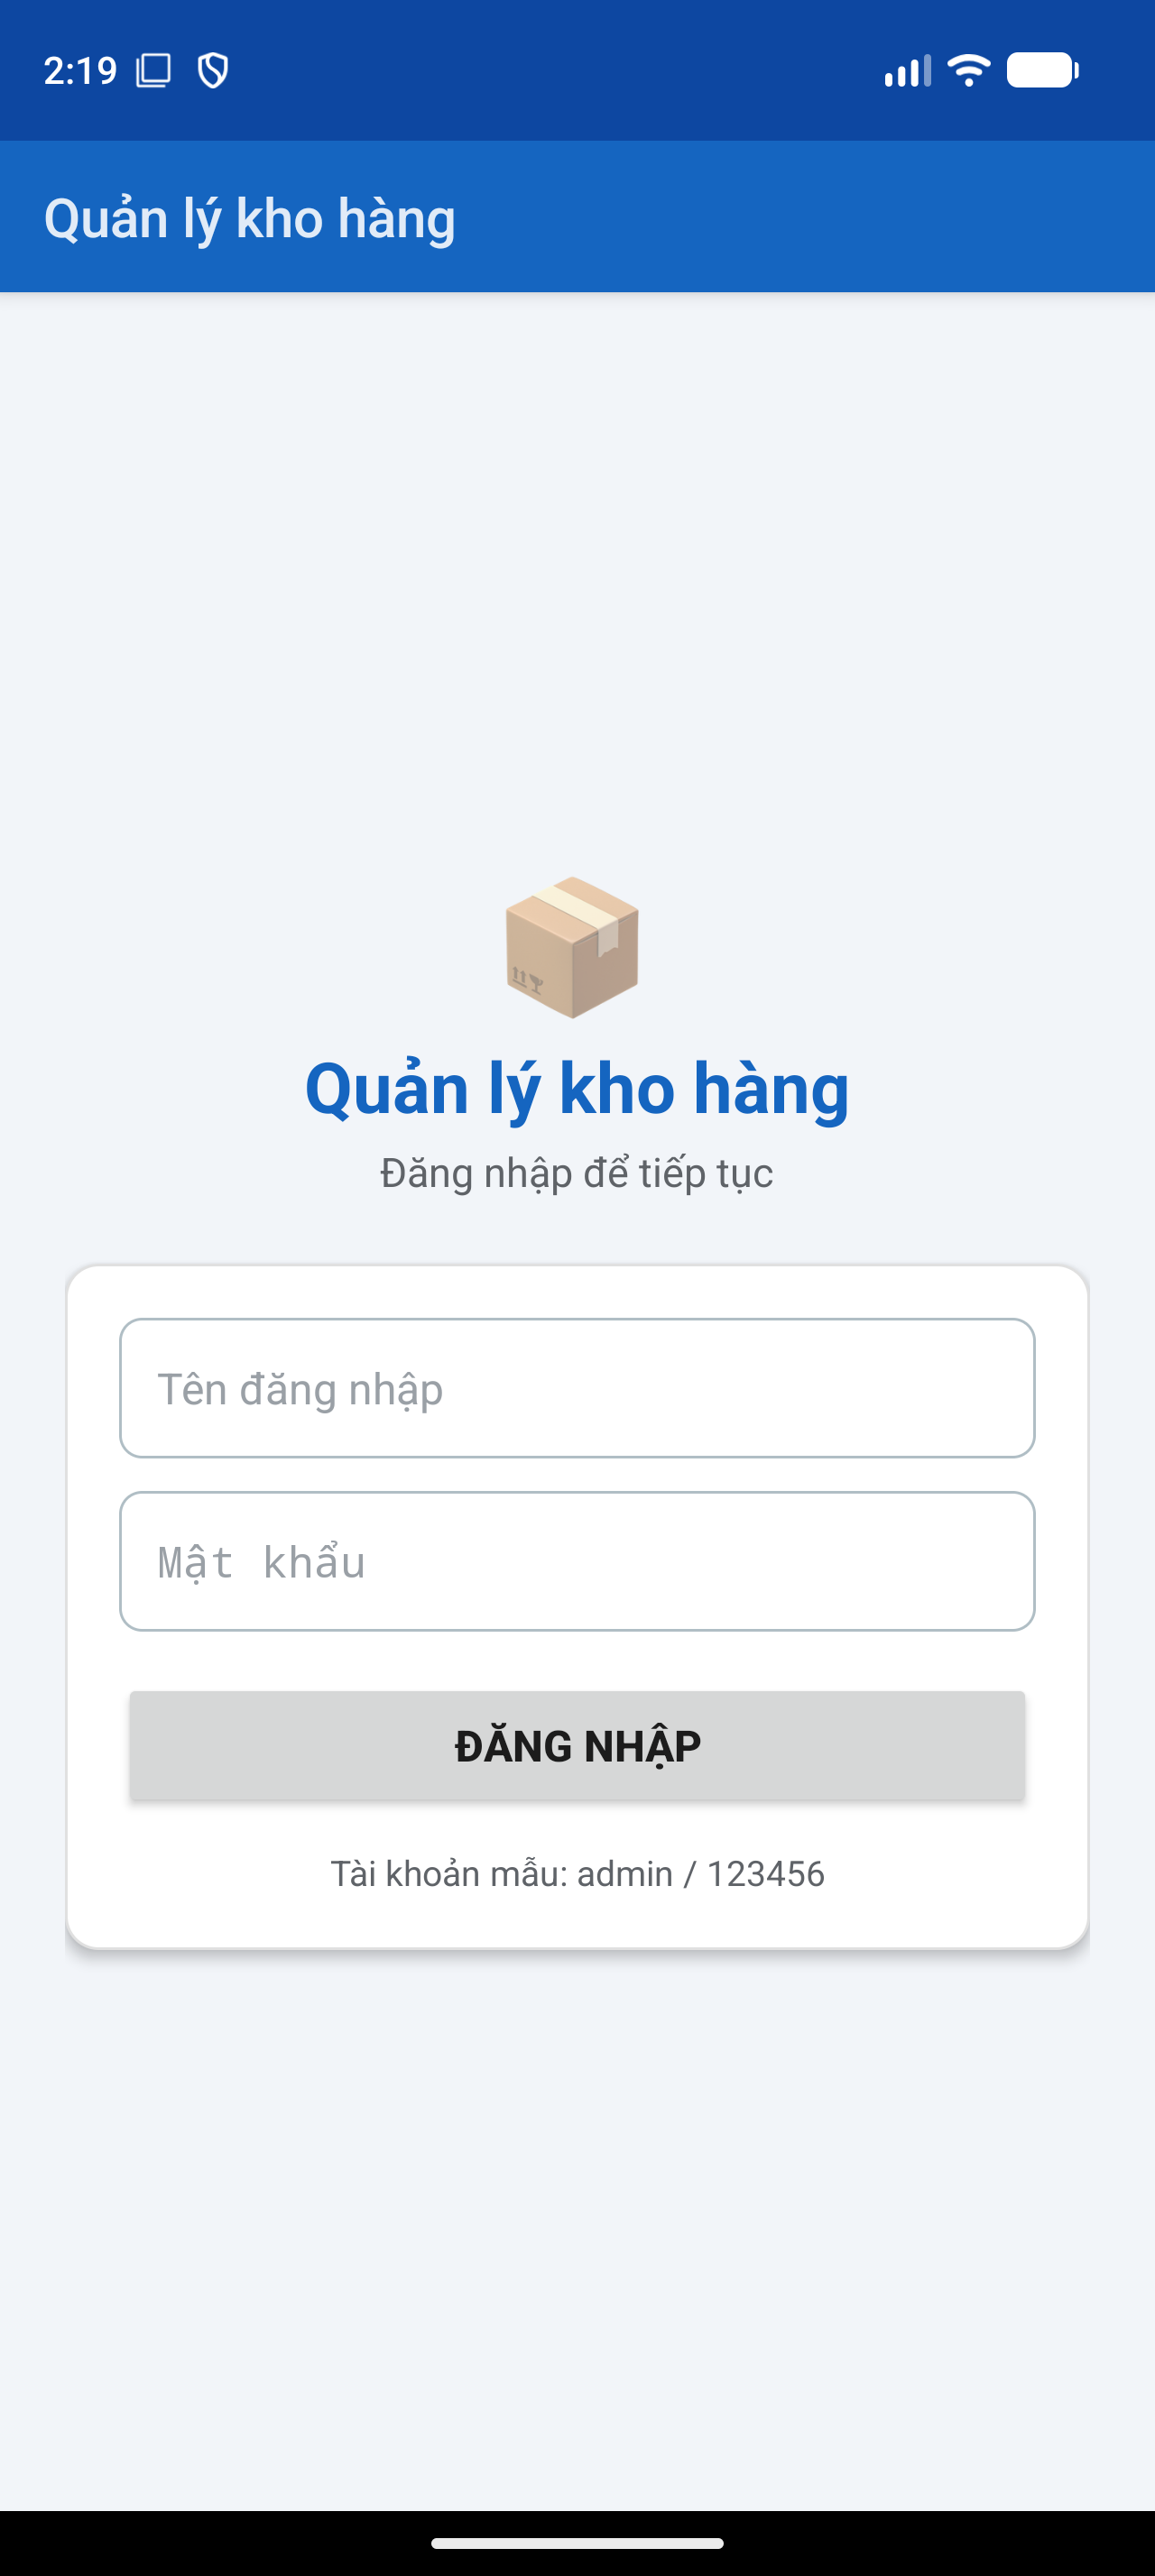 2:19
Quản lý kho hàng
Quản lý kho hàng
Đăng nhập để tiếp tục
Tên đăng nhập
Mật khẩu
ĐĂNG NHẬP
Tài khoản mẫu: admin / 123456